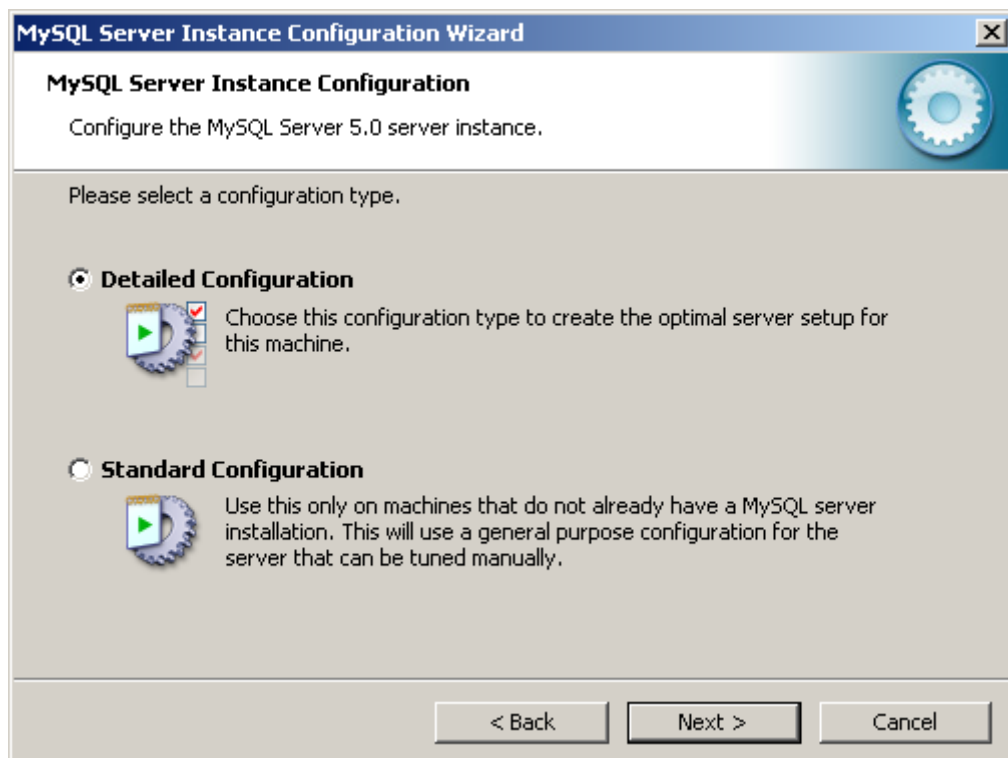 MySQL Server Instance Configuration Wizard
MySQL Server Instance Configuration
Configure the MySQL Server 5.0 server instance.
Please select a configuration type.
Detailed Configuration
Choose this configuration type to create the optimal server setup for
this machine.
Standard Configuration
Use this only on machines that do not already have a MySQL server
installation. This will use a general purpose configuration for the
server that can be tuned manually.
< Back Next > Cancel